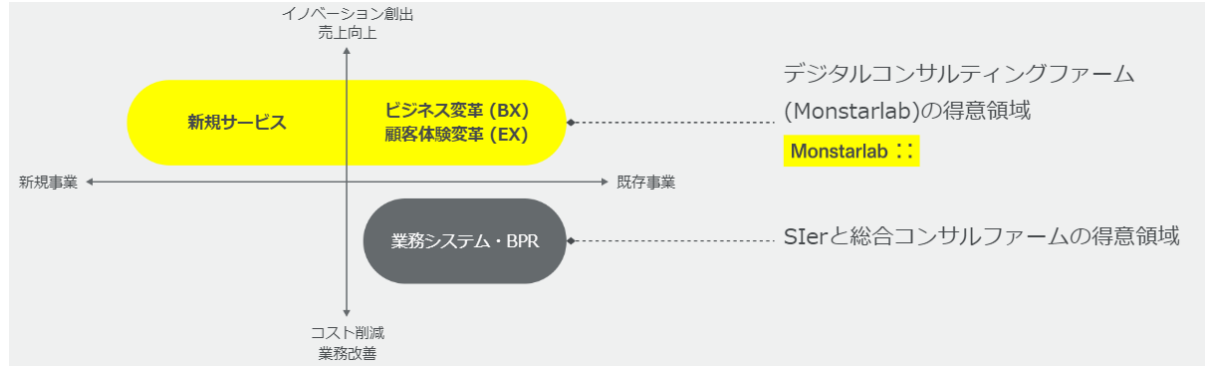 イノベーション創出
売上向上
デジタルコンサルティングファーム
(Monstarlab)の得意領域
Monstarlab
新規サービス
ビジネス変革 (BX)
顧客体験変革 (EX)
新規事業
既存事業
業務システム・BPR
SIerと総合コンサルファームの得意領域
コスト削減
業務改善